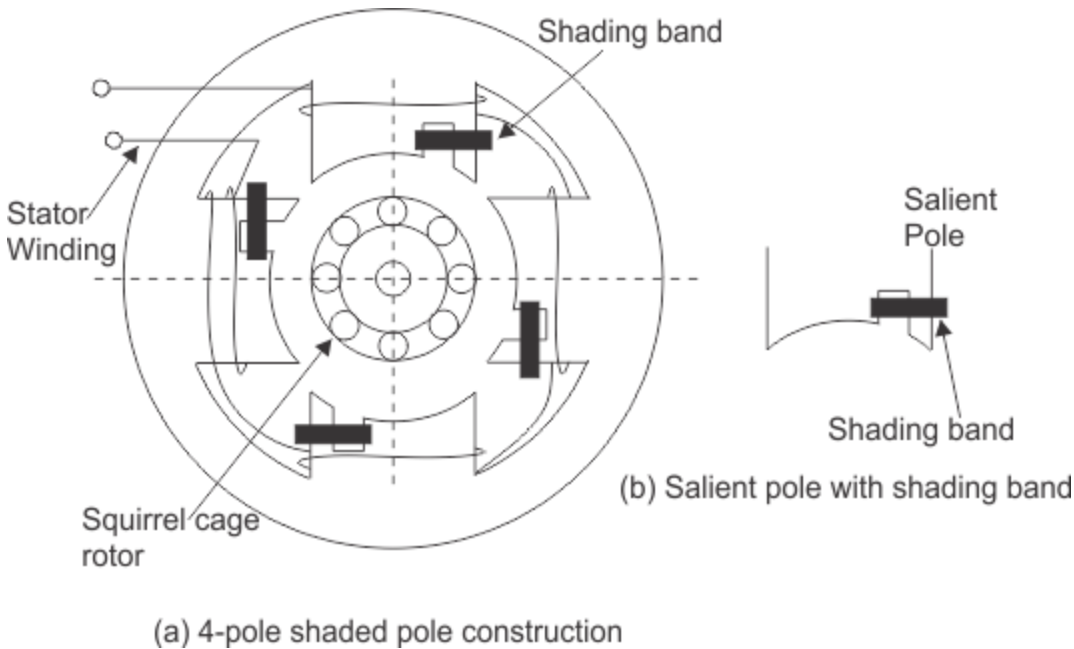 Shading band
Stator
Winding
Salient
Pole
Shading band
(b) Salient pole with shading band
Squirrel cage
rotor
(a) 4-pole shaded pole construction